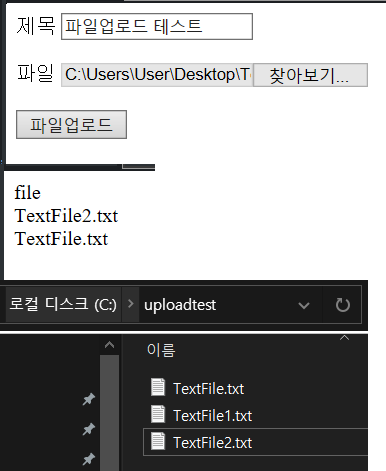 제목 파일업로드 테스트
파일 C:\Users\User\Desktop\Te 찾아보기...
파일업로드
file
TextFile2.txt
TextFile.txt
로컬 디스크 (C:) > uploadtest
이름
TextFile.txt
TextFile1.txt
TextFile2.txt